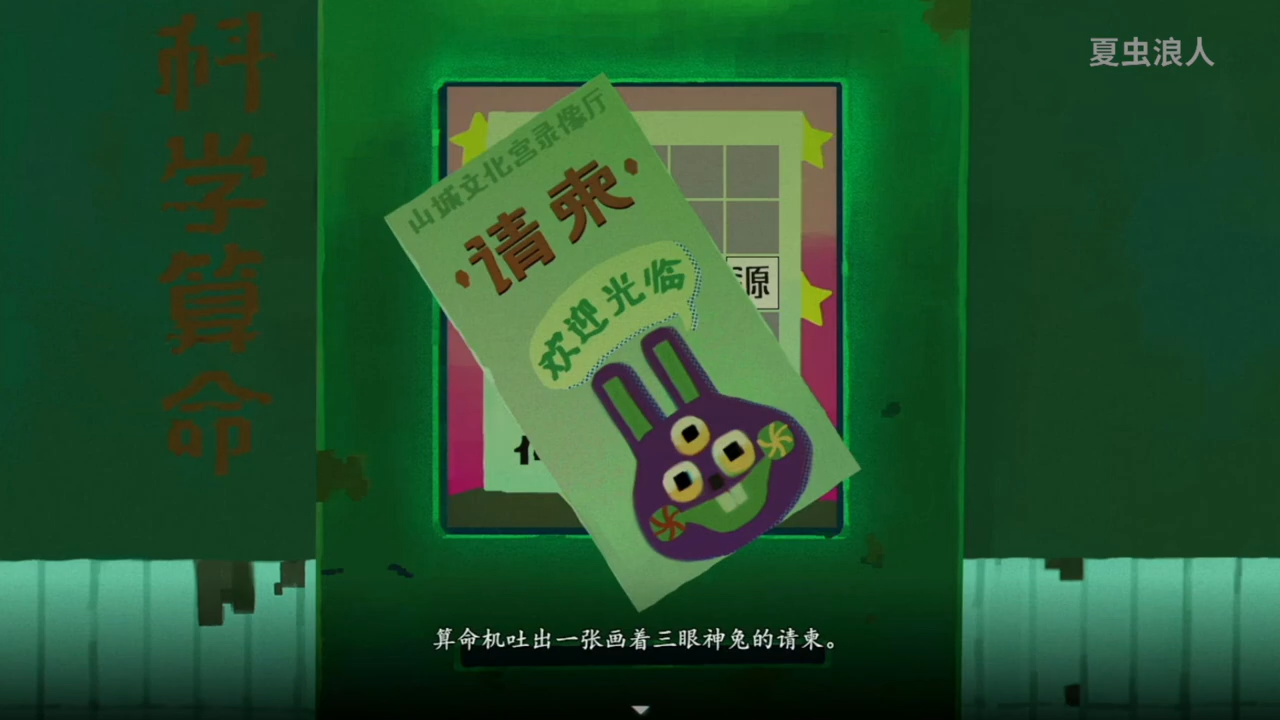 科学算命
夏虫浪人
山城文化宫录像厅
·请柬·
欢迎光临
源
算命机吐出一张画着三眼神兔的请柬。